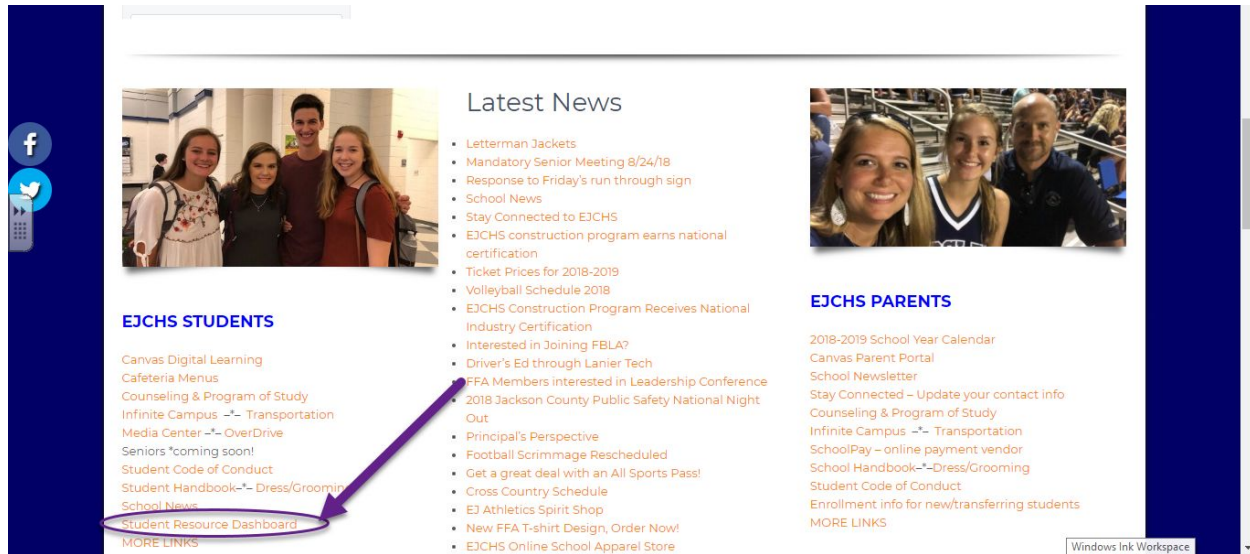 Latest News
Letterman Jackets
Mandatory Senior Meeting 8/24/18
Response to Friday's run through sign
School News
Stay Connected to EJCHS
EJCHS construction program earns national
certification
Ticket Prices for 2018-2019
Volleyball Schedule 2018
EJCHS Construction Program Receives National
Industry Certification
Interested in Joining FBLA?
Driver's Ed through Lanier Tech
FFA Members interested in Leadership Conference
2018 Jackson County Public Safety National Night
Out
Principal's Perspective
Football Scrimmage Rescheduled
Get a great deal with an All Sports Pass!
Cross Country Schedule
EJ Athletics Spirit Shop
New FFA T-shirt Design, Order Now!
EJCHS Online School Apparel Store
EJCHS STUDENTS
Canvas Digital Learning
Cafeteria Menus
Counseling & Program of Study
Infinite Campus –*– Transportation
Media Center –*– OverDrive
Seniors *coming soon!
Student Code of Conduct
Student Handbook–*– Dress/Grooming
School News
Student Resource Dashboard
MORE LINKS
EJCHS PARENTS
2018-2019 School Year Calendar
Canvas Parent Portal
School Newsletter
Stay Connected – Update your contact info
Counseling & Program of Study
Infinite Campus –*– Transportation
SchoolPay – online payment vendor
School Handbook–*–Dress/Grooming
Student Code of Conduct
Enrollment info for new/transferring students
MORE LINKS
Windows Ink Workspace